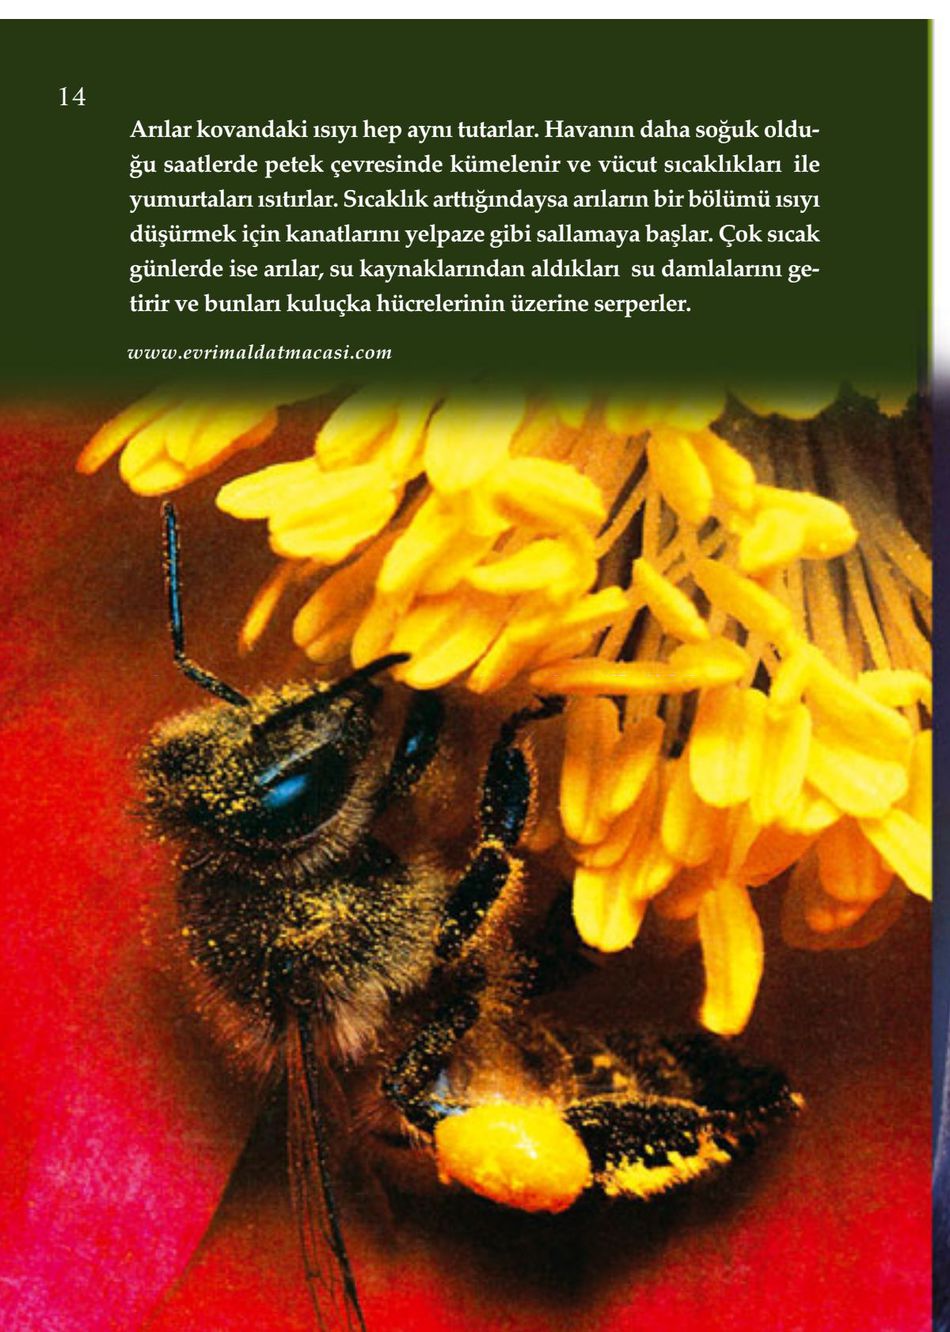 14
Arılar kovandaki ısıyı hep aynı tutarlar. Havanın daha soğuk oldu-
ğu saatlerde petek çevresinde kümelenir ve vücut sıcaklıkları ile
yumurtaları ısıtırlar. Sıcaklık arttığındaysa arıların bir bölümü ısıyı
düşürmek için kanatlarını yelpaze gibi sallamaya başlar. Çok sıcak
günlerde ise arılar, su kaynaklarından aldıkları su damlalarını ge-
tirir ve bunları kuluçka hücrelerinin üzerine serperler.
www.evrimaldatmacasi.com